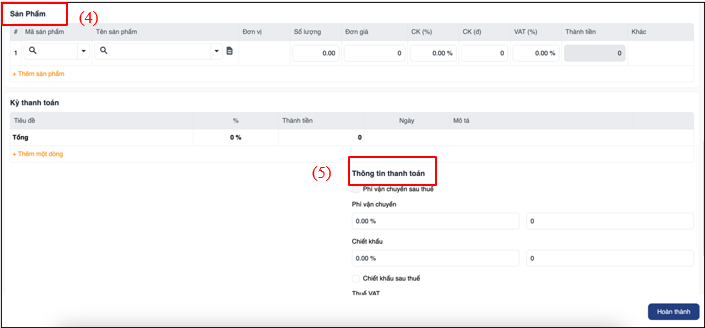 Sản Phẩm (4)
# Mã sản phẩm Tên sản phẩm Đơn vị Số lượng Đơn giá CK (%) CK (đ) VAT (%) Thành tiền Khác
1 0.00 0 0.00 % 0 0.00 % 0
+ Thêm sản phẩm
Kỳ thanh toán
Tiêu đề % Thành tiền Ngày Mô tả
Tổng 0 % 0
+ Thêm một dòng
(5) Thông tin thanh toán
Phí vận chuyển sau thuế
Phí vận chuyển
0.00 % 0
Chiết khấu
0.00 % 0
Chiết khấu sau thuế
Thuế VAT
Hoàn thành